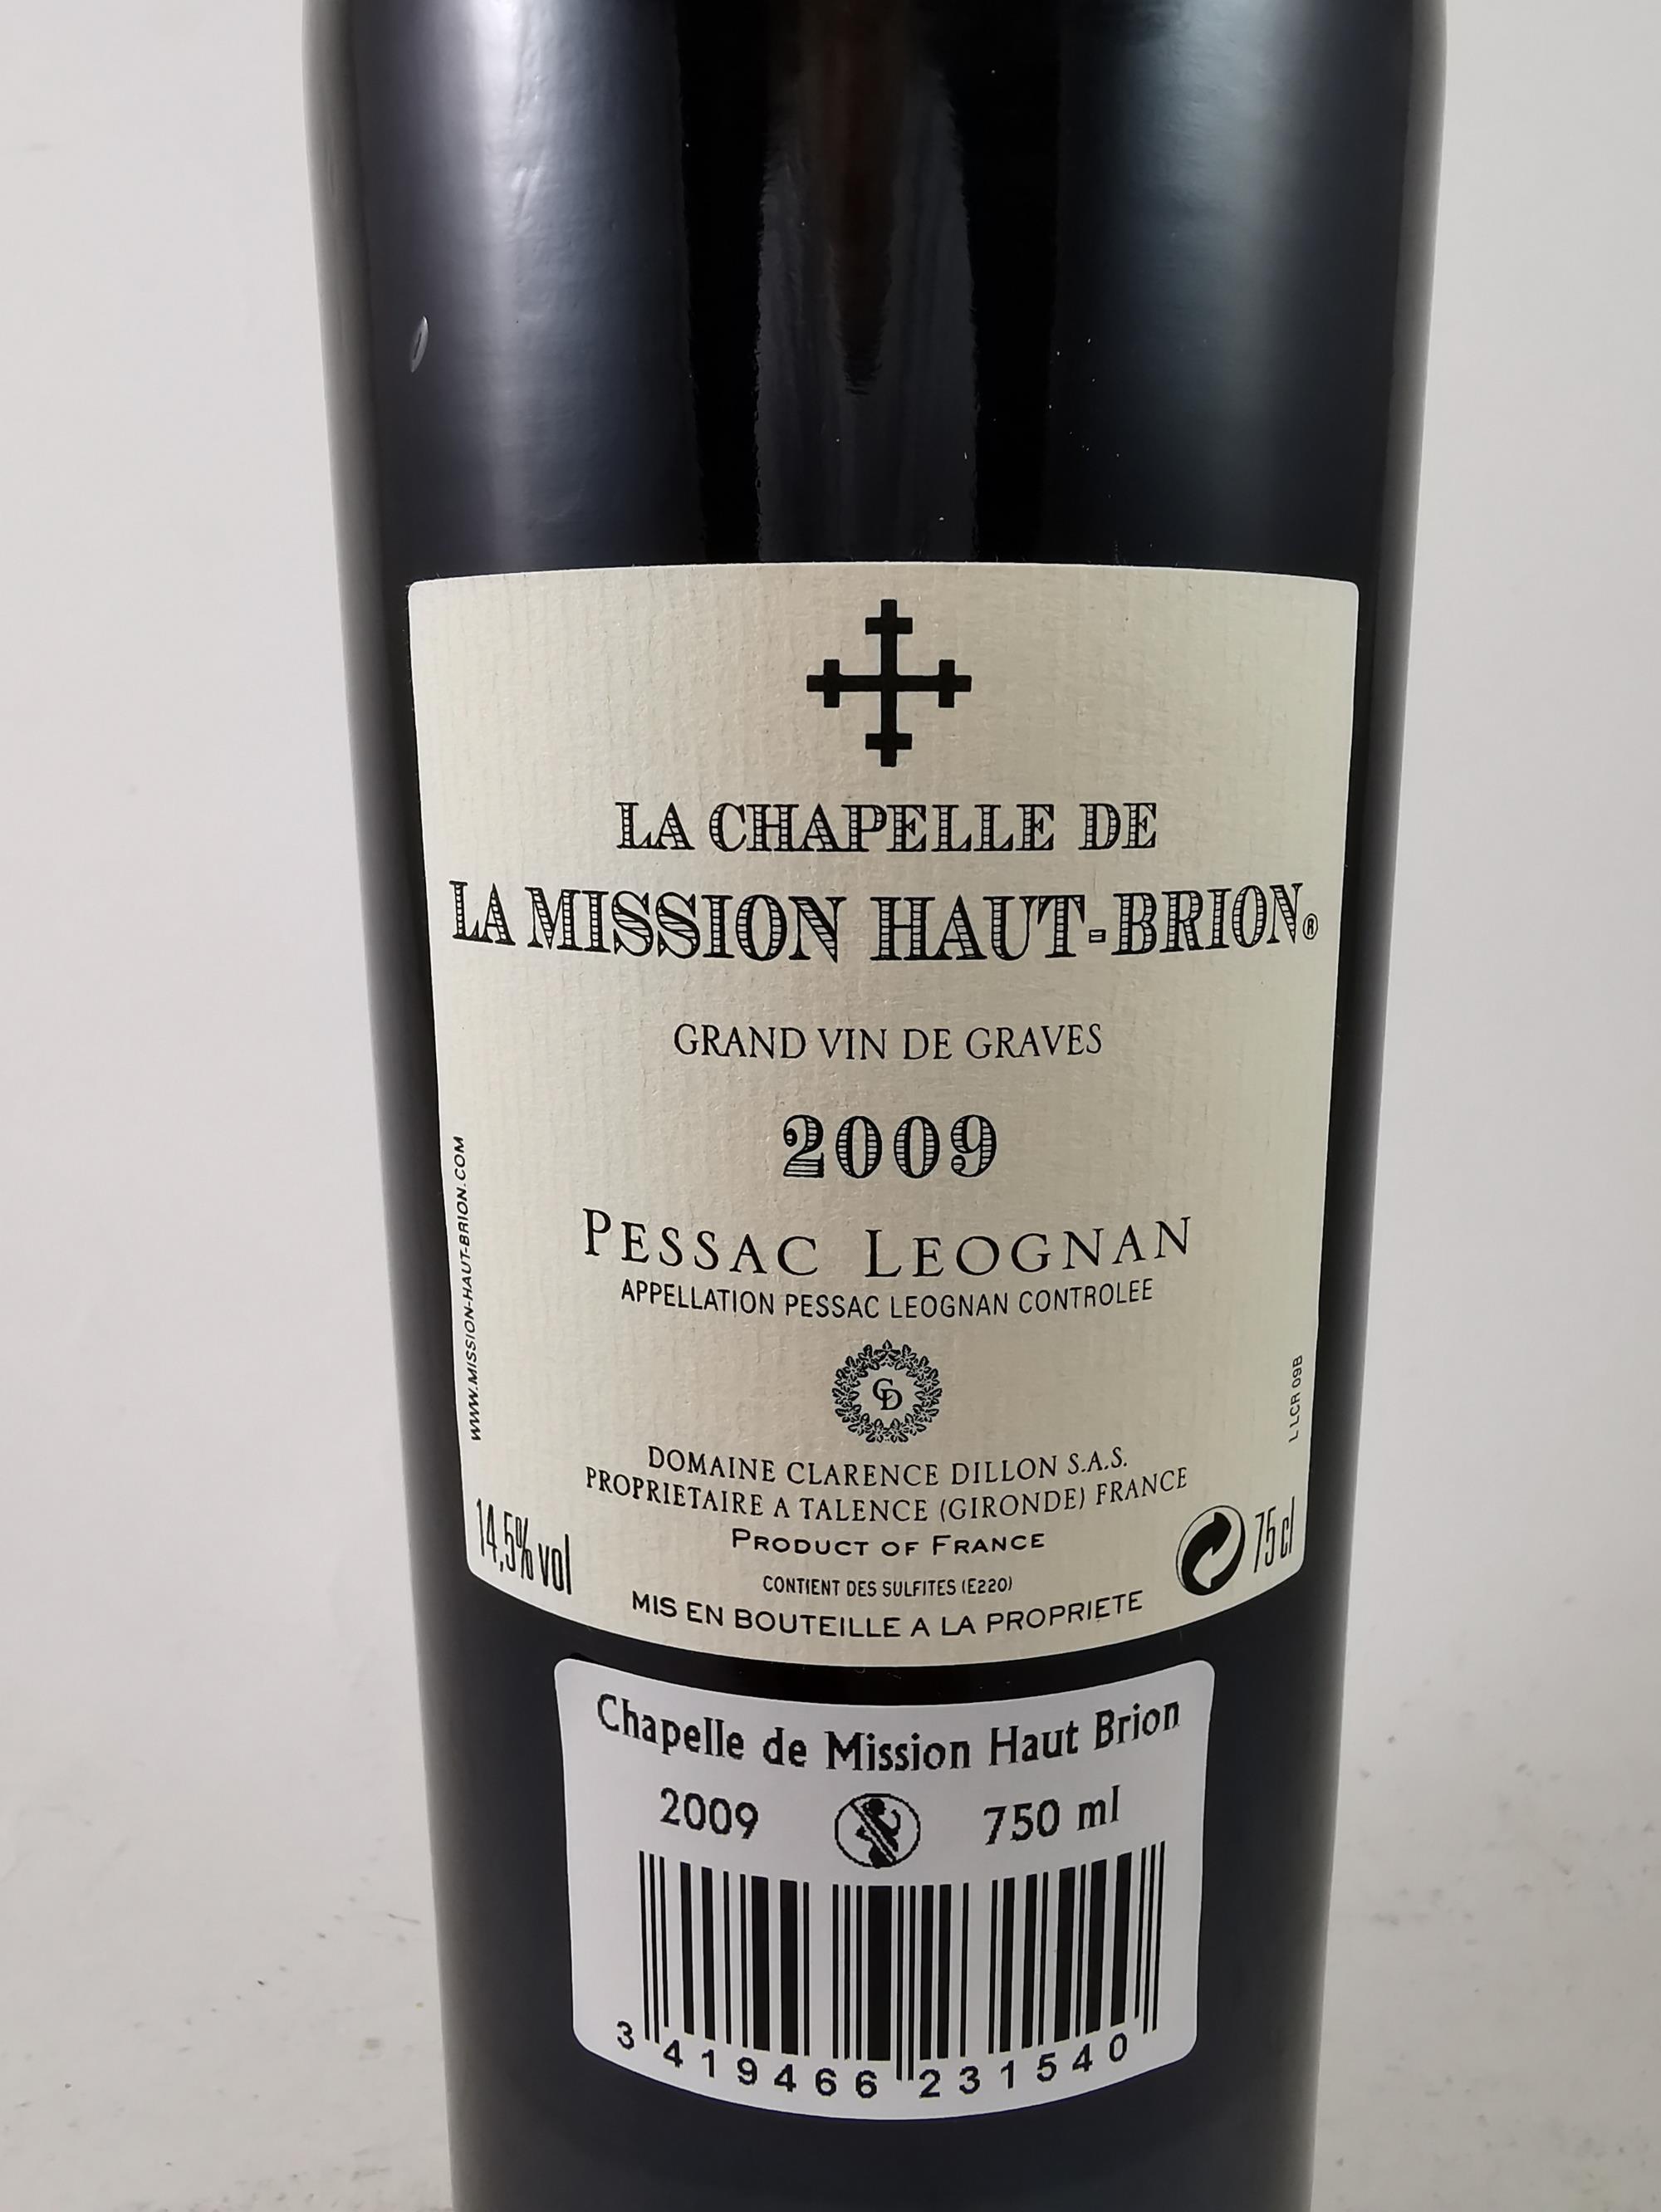 LA CHAPELLE DE
LA MISSION HAUT-BRION®
GRAND VIN DE GRAVES
2009
PESSAC LEOGNAN
APPELLATION PESSAC LEOGNAN CONTROLEE
CD
WWW.MISSION-HAUT-BRION.COM
L LCR 09B
DOMAINE CLARENCE DILLON S.A.S.
PROPRIETAIRE A TALENCE (GIRONDE) FRANCE
PRODUCT OF FRANCE
14,5% vol
75 cl
CONTIENT DES SULFITES (E220)
MIS EN BOUTEILLE A LA PROPRIETE
Chapelle de Mission Haut Brion
2009 750 ml
3 419466 231540